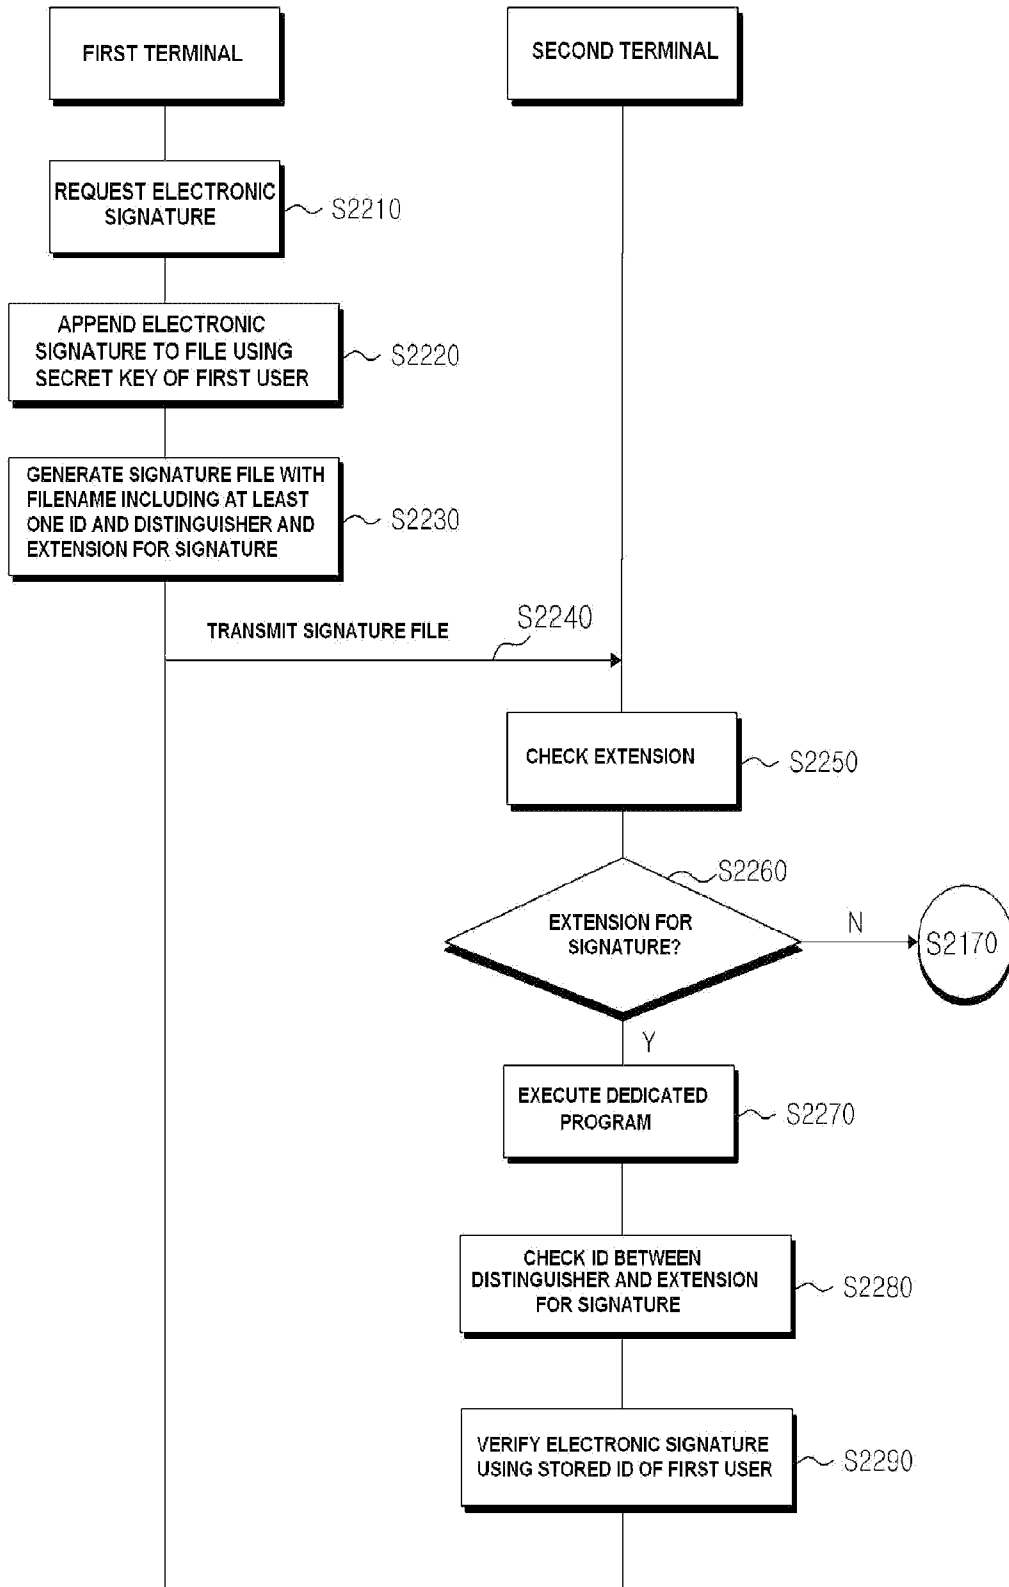 FIRST TERMINAL
SECOND TERMINAL
REQUEST ELECTRONIC
SIGNATURE
S2210
APPEND ELECTRONIC
SIGNATURE TO FILE USING
SECRET KEY OF FIRST USER
S2220
GENERATE SIGNATURE FILE WITH
FILENAME INCLUDING AT LEAST
ONE ID AND DISTINGUISHER AND
EXTENSION FOR SIGNATURE
S2230
TRANSMIT SIGNATURE FILE
S2240
CHECK EXTENSION
S2250
S2260
EXTENSION FOR
SIGNATURE?
N
S2170
Y
EXECUTE DEDICATED
PROGRAM
S2270
CHECK ID BETWEEN
DISTINGUISHER AND EXTENSION
FOR SIGNATURE
S2280
VERIFY ELECTRONIC SIGNATURE
USING STORED ID OF FIRST USER
S2290